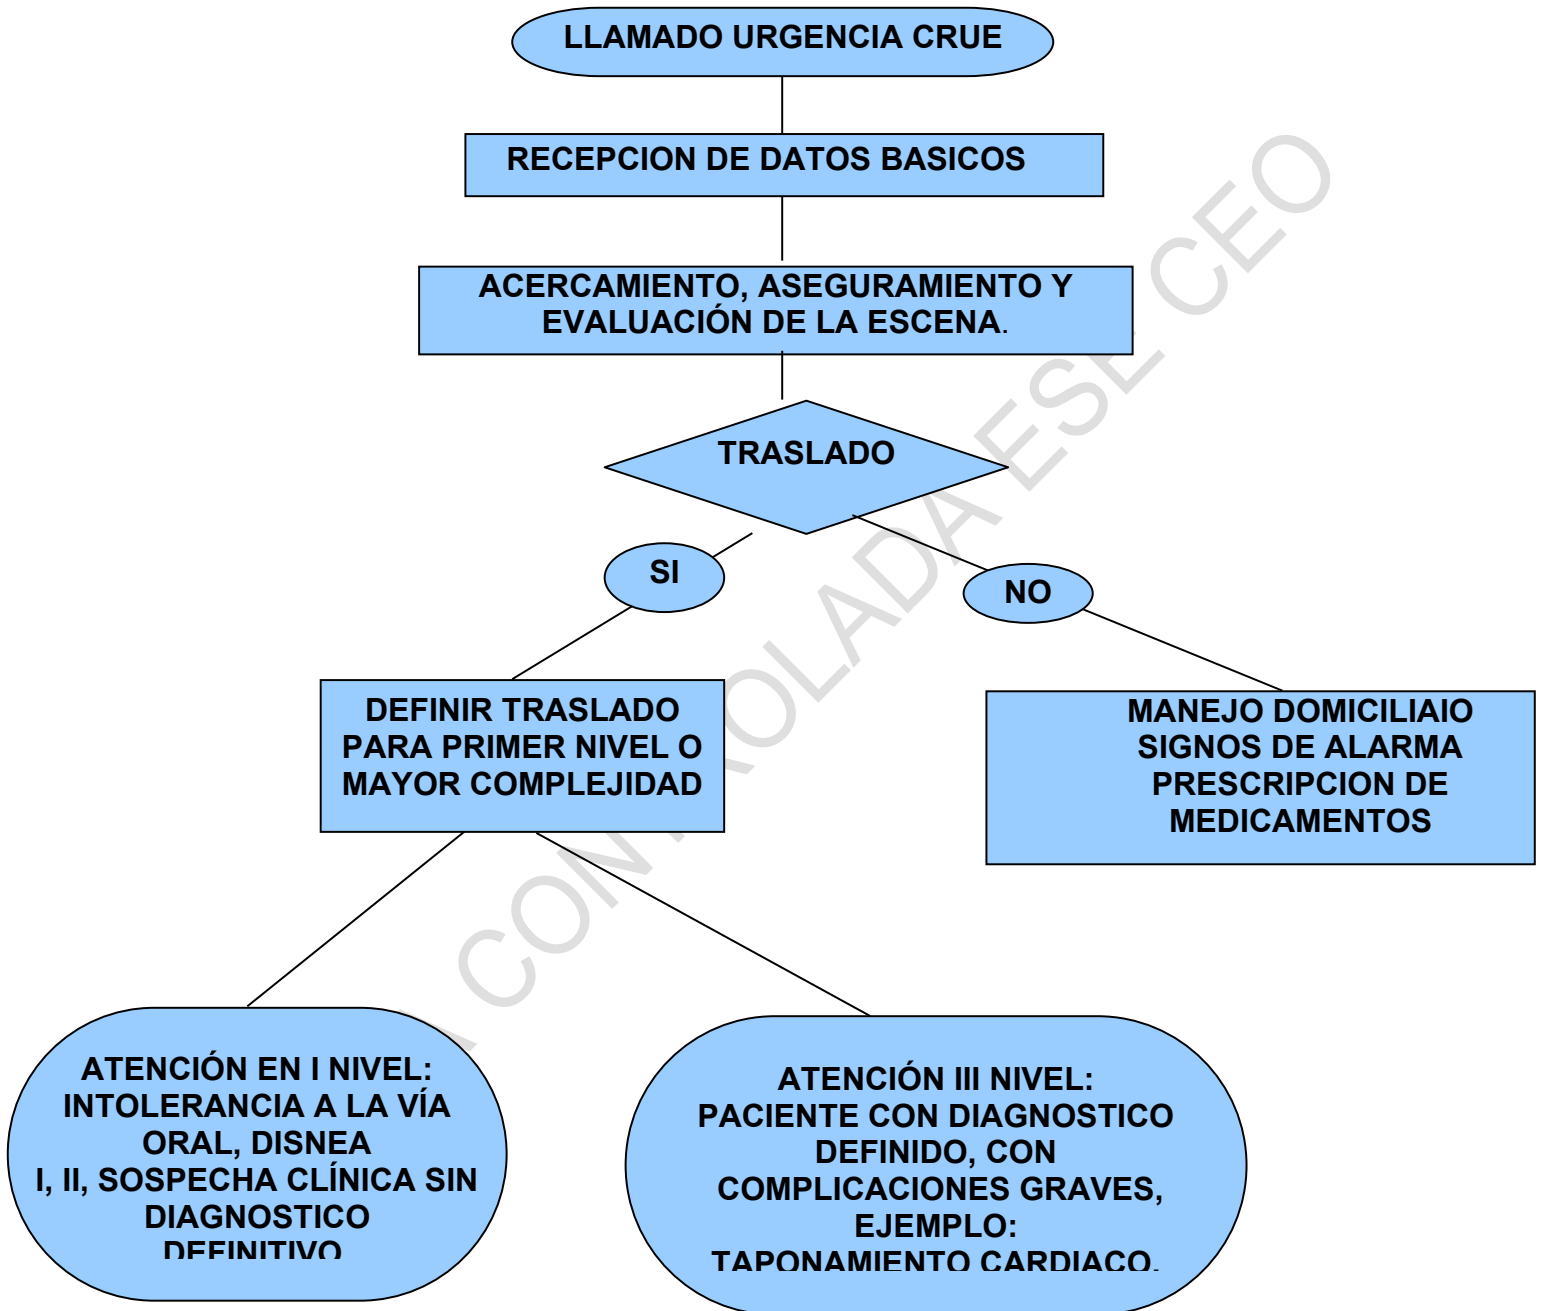 LLAMADO URGENCIA CRUE
RECEPCION DE DATOS BASICOS
ACERCAMIENTO, ASEGURAMIENTO Y
EVALUACIÓN DE LA ESCENA.
TRASLADO
SI
NO
DEFINIR TRASLADO
PARA PRIMER NIVEL O
MAYOR COMPLEJIDAD
MANEJO DOMICILIAIO
SIGNOS DE ALARMA
PRESCRIPCION DE
MEDICAMENTOS
ATENCIÓN EN I NIVEL:
INTOLERANCIA A LA VÍA
ORAL, DISNEA
I, II, SOSPECHA CLÍNICA SIN
DIAGNOSTICO
DEFINITIVO
ATENCIÓN III NIVEL:
PACIENTE CON DIAGNOSTICO
DEFINIDO, CON
COMPLICACIONES GRAVES,
EJEMPLO:
TAPONAMIENTO CARDIACO.
ESE CEO